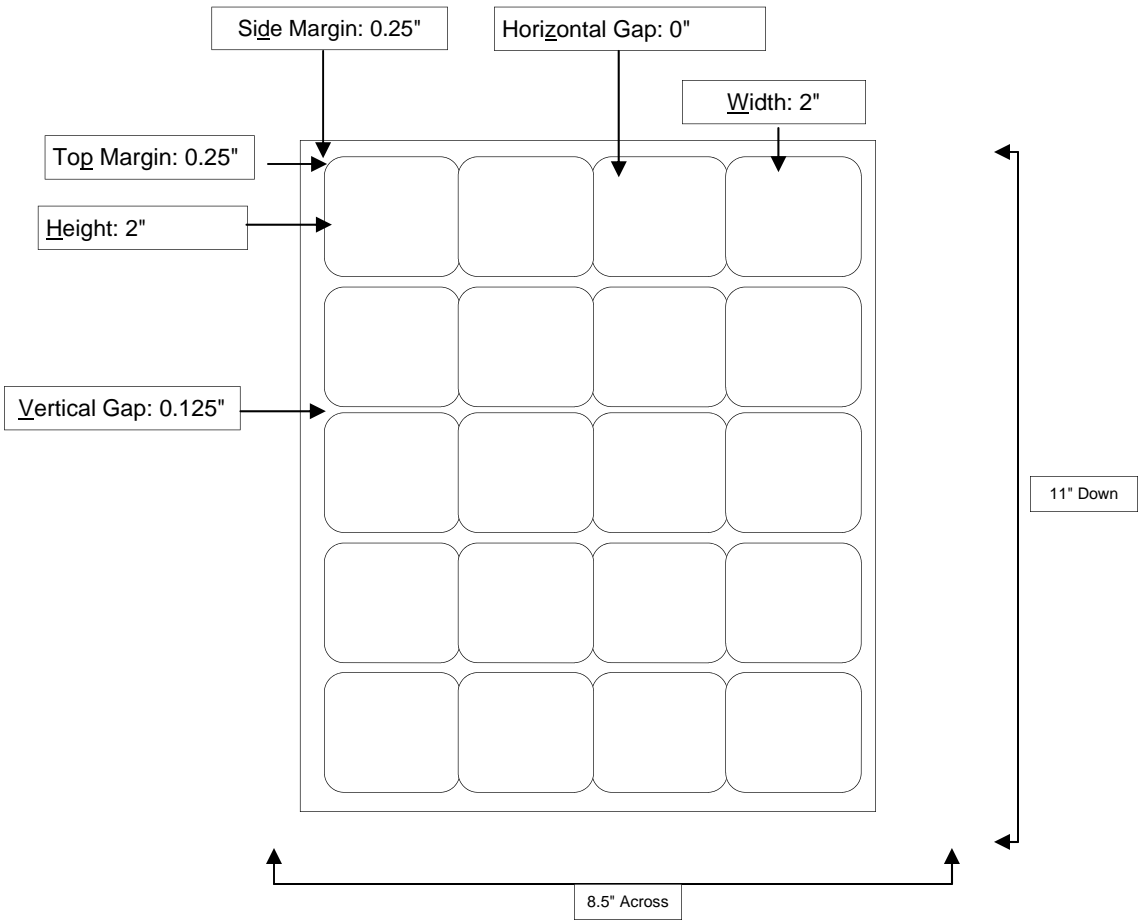 Side Margin: 0.25"
Horizontal Gap: 0"
Width: 2"
Top Margin: 0.25"
Height: 2"
Vertical Gap: 0.125"
11" Down
8.5" Across